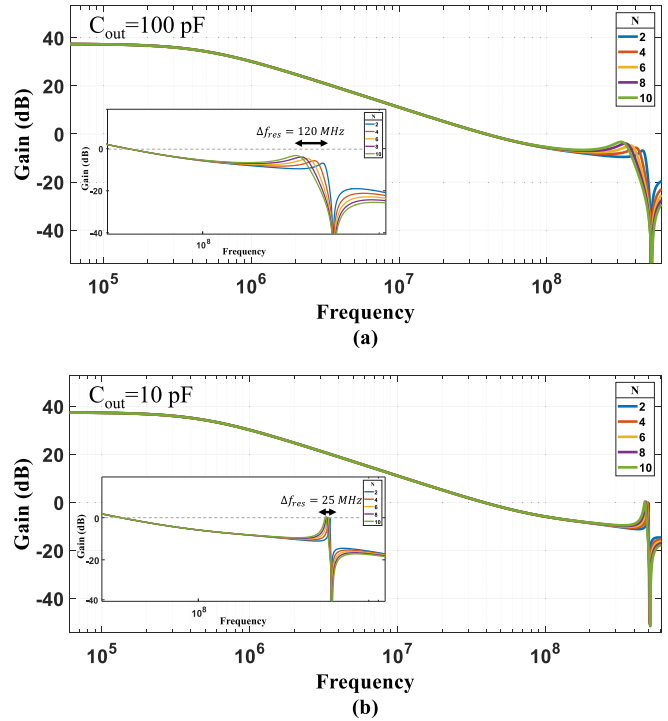 C_out=100 pF
N
2
4
6
8
10
40
20
0
-20
-40
Gain (dB)
Δf_res = 120 MHz
N
2
4
6
8
10
0
-20
-40
Gain (dB)
10^8
Frequency
10^5
10^6
10^7
10^8
Frequency
(a)
C_out=10 pF
N
2
4
6
8
10
40
20
0
-20
-40
Gain (dB)
Δf_res = 25 MHz
N
2
4
6
8
10
0
-20
-40
Gain (dB)
10^8
Frequency
10^5
10^6
10^7
10^8
Frequency
(b)